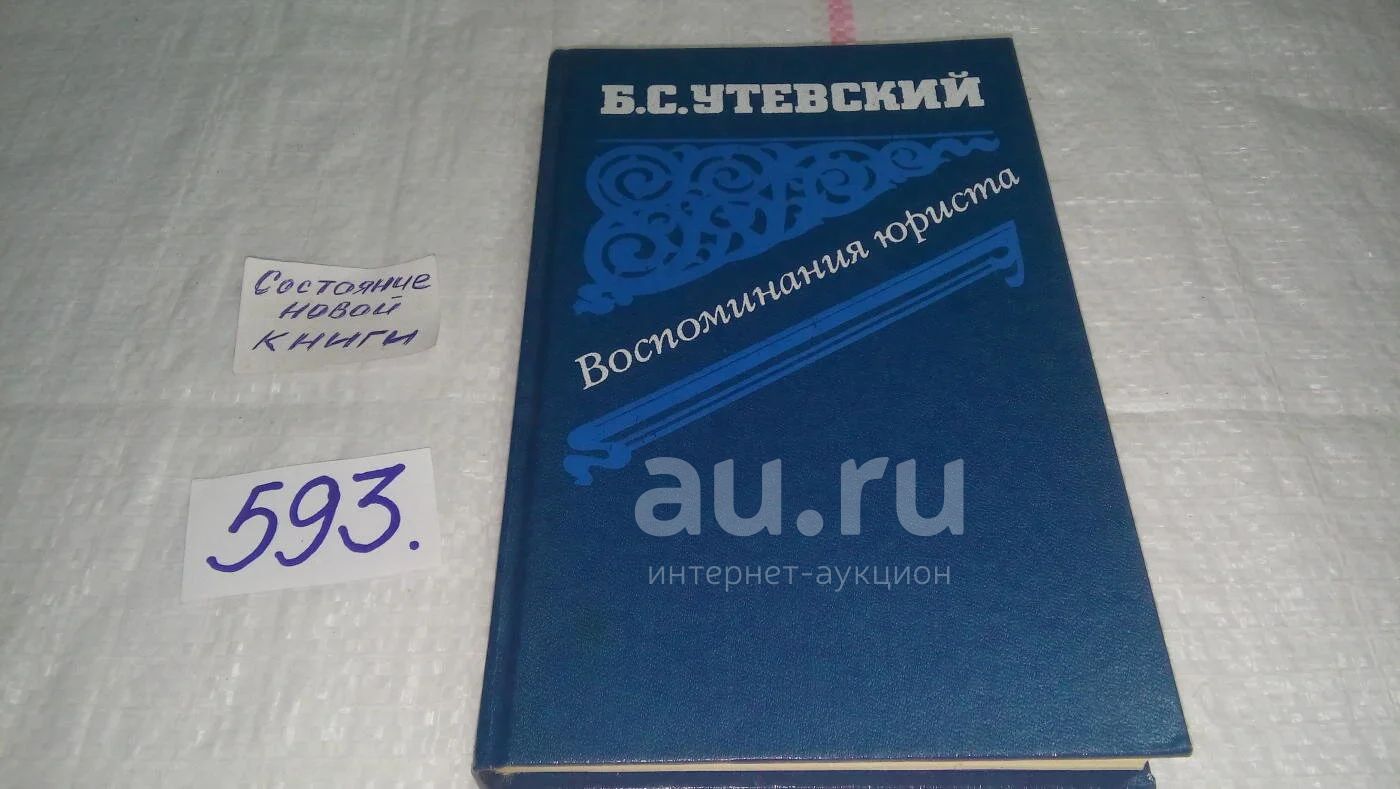 Б.С.УТЕВСКИЙ
Воспоминания юриста
Состояние
новой
книги
593.
au.ru
интернет-аукцион